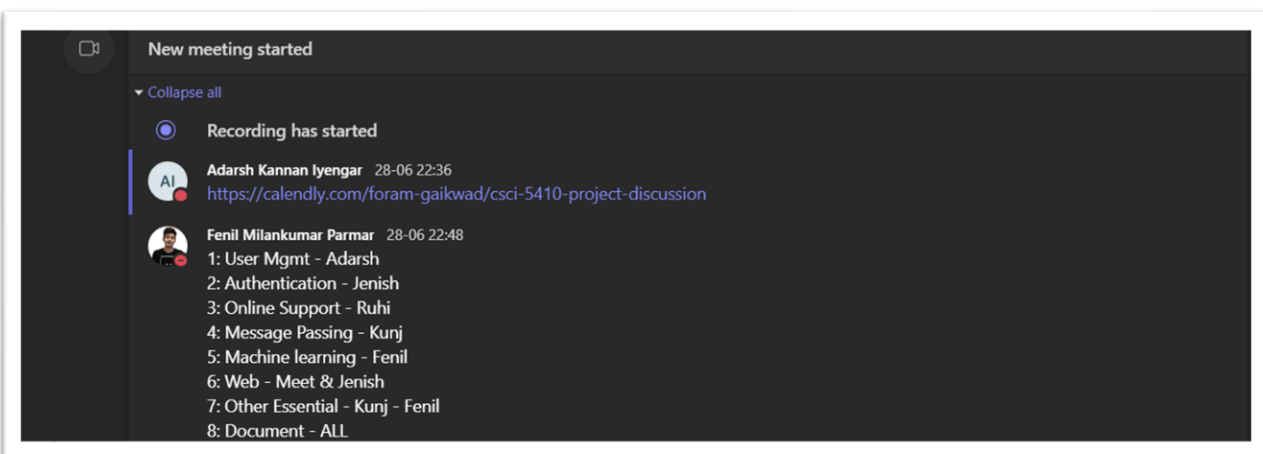 New meeting started
Collapse all
Recording has started
Adarsh Kannan Iyengar 28-06 22:36
AI
https://calendly.com/foram-gaikwad/csci-5410-project-discussion
Fenil Milankumar Parmar 28-06 22:48
1: User Mgmt - Adarsh
2: Authentication - Jenish
3: Online Support - Ruhi
4: Message Passing - Kunj
5: Machine learning - Fenil
6: Web - Meet & Jenish
7: Other Essential - Kunj - Fenil
8: Document - ALL